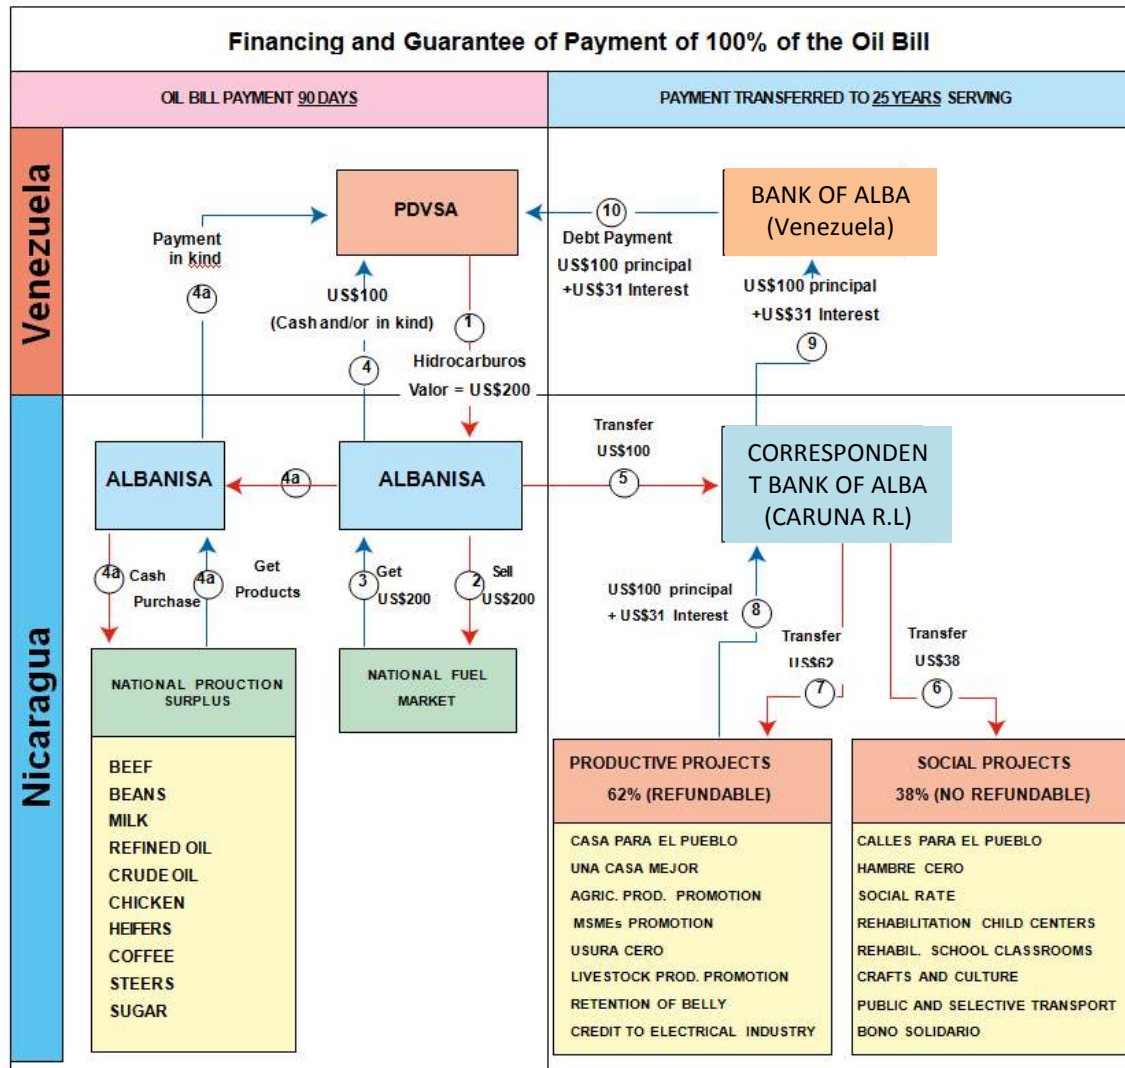 Financing and Guarantee of Payment of 100% of the Oil Bill
OIL BILL PAYMENT 90 DAYS
PAYMENT TRANSFERRED TO 25 YEARS SERVING
Venezuela
PDVSA
BANK OF ALBA
(Venezuela)
Payment
in kind
4a
US$100
(Cash and/or in kind)
4
1
Hidrocarburos
Valor = US$200
10
Debt Payment
US$100 principal
+US$31 Interest
US$100 principal
+US$31 Interest
9
Nicaragua
ALBANISA
4a
ALBANISA
Transfer
US$100
5
CORRESPONDEN
T BANK OF ALBA
(CARUNA R.L)
4a
Cash
Purchase
4a
Get
Products
3
Get
US$200
2
Sell
US$200
US$100 principal
+ US$31 Interest
8
Transfer
US$62
7
Transfer
US$38
6
NATIONAL PROUCTION
SURPLUS
NATIONAL FUEL
MARKET
BEEF
BEANS
MILK
REFINED OIL
CRUDE OIL
CHICKEN
HEIFERS
COFFEE
STEERS
SUGAR
PRODUCTIVE PROJECTS
62% (REFUNDABLE)
CASA PARA EL PUEBLO
UNA CASA MEJOR
AGRIC. PROD. PROMOTION
MSMEs PROMOTION
USURA CERO
LIVESTOCK PROD. PROMOTION
RETENTION OF BELLY
CREDIT TO ELECTRICAL INDUSTRY
SOCIAL PROJECTS
38% (NO REFUNDABLE)
CALLES PARA EL PUEBLO
HAMBRE CERO
SOCIAL RATE
REHABILITATION CHILD CENTERS
REHABIL. SCHOOL CLASSROOMS
CRAFTS AND CULTURE
PUBLIC AND SELECTIVE TRANSPORT
BONO SOLIDARIO